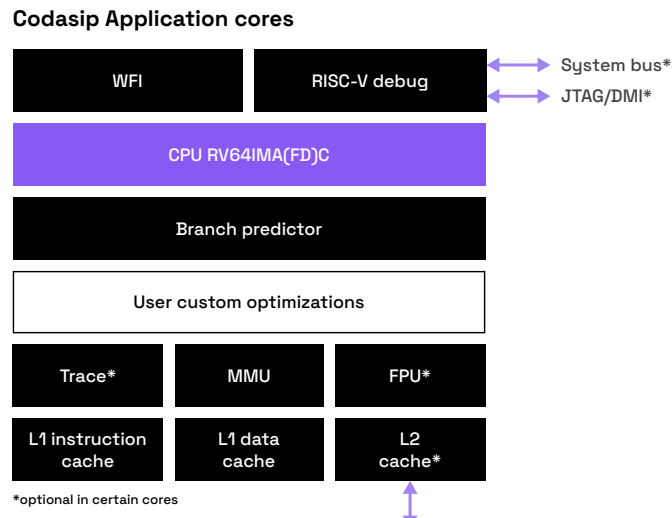 Codasip Application cores
WFI
RISC-V debug
System bus*
JTAG/DMI*
CPU RV64IMA(FD)C
Branch predictor
User custom optimizations
Trace*
MMU
FPU*
L1 instruction
cache
L1 data
cache
L2
cache*
*optional in certain cores